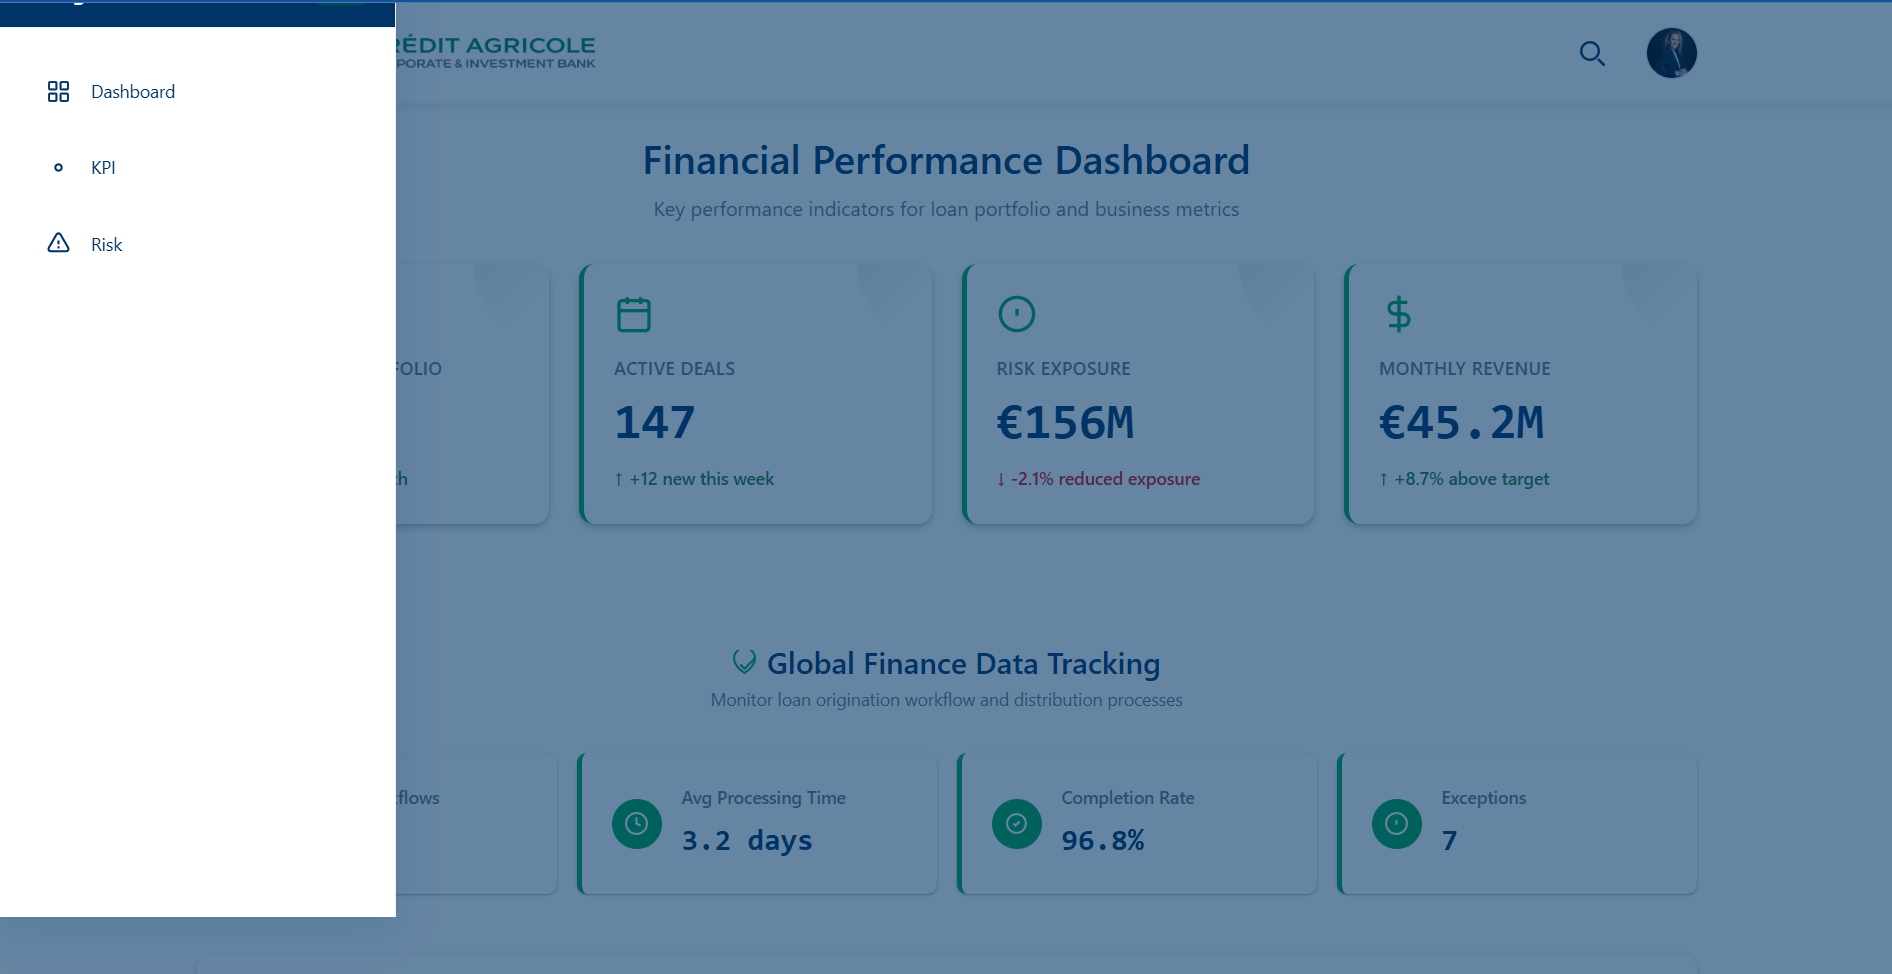 Dashboard
KPI
Risk
RÉDIT AGRICOLE
PORATE & INVESTMENT BANK
Financial Performance Dashboard
Key performance indicators for loan portfolio and business metrics
FOLIO
th
ACTIVE DEALS
147
↑ +12 new this week
RISK EXPOSURE
€156M
↓ -2.1% reduced exposure
MONTHLY REVENUE
€45.2M
↑ +8.7% above target
Global Finance Data Tracking
Monitor loan origination workflow and distribution processes
flows
Avg Processing Time
3.2 days
Completion Rate
96.8%
Exceptions
7